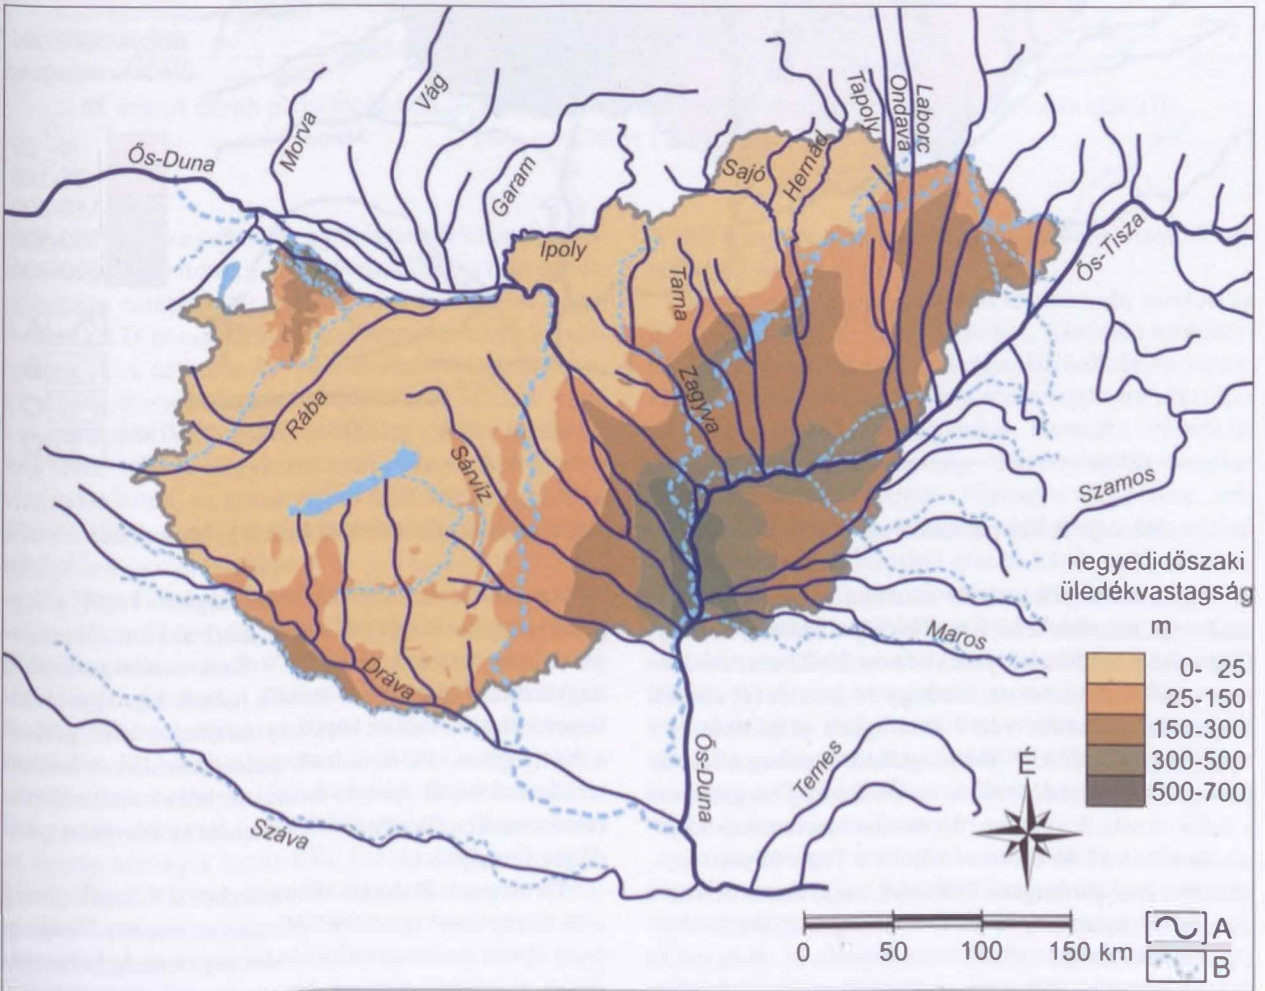 Ős-Duna
Morva
Vág
Garam
Ipoly
Sajó
Hernád
Tapoly
Ondava
Laborc
Ős-Tisza
Tarna
Zagyva
Rába
Sárvíz
Dráva
Száva
Ős-Duna
Temes
Maros
Szamos
negyedidőszaki
üledékvastagság
m
0- 25
25-150
150-300
300-500
500-700
É
0 50 100 150 km
A
B